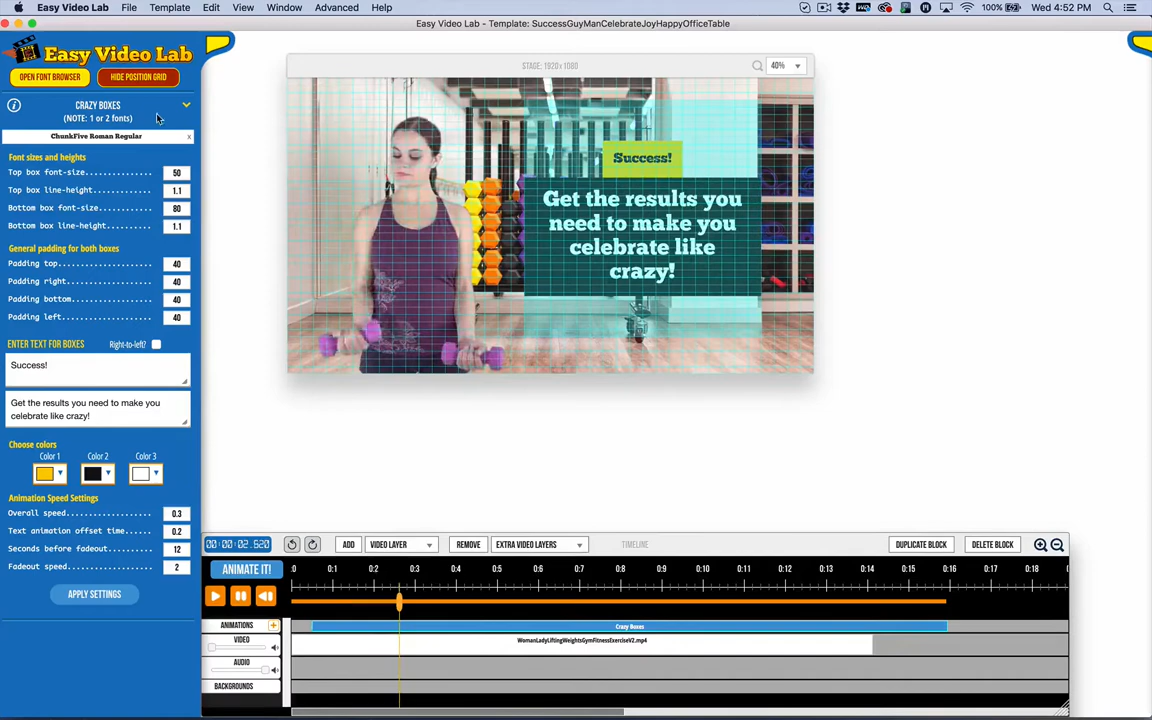 Easy Video Lab File Template Edit View Window Advanced Help 100% Wed 4:52 PM
Easy Video Lab - Template: SuccessGuyManCelebrateJoyHappyOfficeTable
Easy Video Lab
OPEN FONT BROWSER HIDE POSITION GRID
CRAZY BOXES
(NOTE: 1 or 2 fonts)
ChunkFive Roman Regular x
Font sizes and heights
Top box font-size............... 50
Top box line-height............ 1.1
Bottom box font-size........... 80
Bottom box line-height........ 1.1
General padding for both boxes
Padding top..................... 40
Padding right................... 40
Padding bottom.................. 40
Padding left.................... 40
ENTER TEXT FOR BOXES Right-to-left?
Success!
Get the results you need to make you
celebrate like crazy!
Choose colors
Color 1 Color 2 Color 3
Animation Speed Settings
Overall speed................... 0.3
Text animation offset time..... 0.2
Seconds before fadeout......... 12
Fadeout speed................... 2
APPLY SETTINGS
STAGE: 1920x1080 40%
Success!
Get the results you
need to make you
celebrate like
crazy!
00:00:02.620 ADD VIDEO LAYER REMOVE EXTRA VIDEO LAYERS TIMELINE DUPLICATE BLOCK DELETE BLOCK
ANIMATE IT! :0 0:1 0:2 0:3 0:4 0:5 0:6 0:7 0:8 0:9 0:10 0:11 0:12 0:13 0:14 0:15 0:16 0:17 0:18
ANIMATIONS + Crazy Boxes
VIDEO WomanLadyLiftingWeightsGymFitnessExerciseV2.mp4
AUDIO
BACKGROUNDS